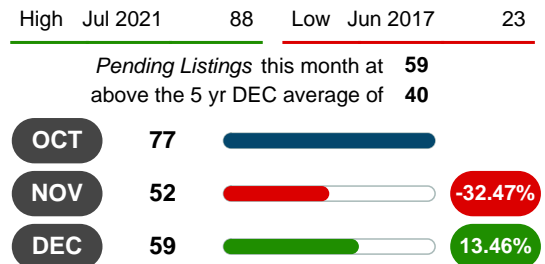 High Jul 2021 88 Low Jun 2017 23
Pending Listings this month at 59
above the 5 yr DEC average of 40
OCT 77
NOV 52 -32.47%
DEC 59 13.46%